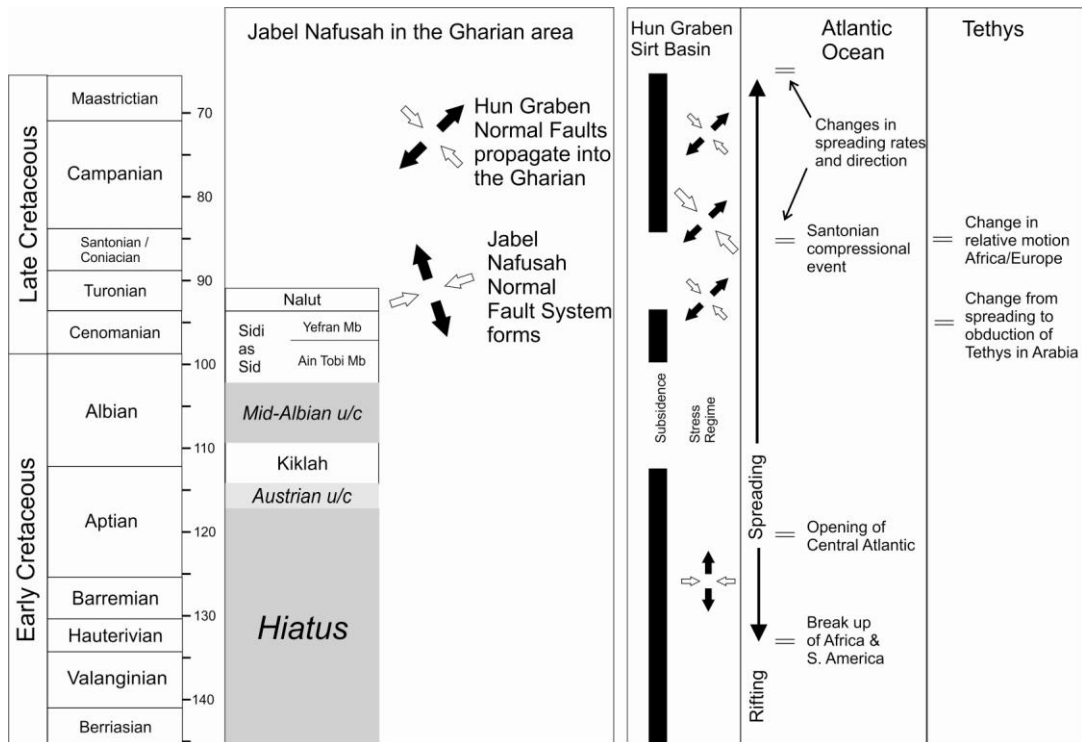 Jabel Nafusah in the Gharian area
Hun Graben
Sirt Basin
Atlantic
Ocean
Tethys
Late Cretaceous
Early Cretaceous
Maastrictian
Campanian
Santonian /
Coniacian
Turonian
Cenomanian
Albian
Aptian
Barremian
Hauterivian
Valanginian
Berriasian
70
80
90
100
110
120
130
140
Nalut
Sidi
as
Sid
Yefran Mb
Ain Tobi Mb
Mid-Albian u/c
Kiklah
Austrian u/c
Hiatus
Hun Graben
Normal Faults
propagate into
the Gharian
Jabel
Nafusah
Normal
Fault System
forms
Subsidence
Stress
Regime
Spreading
Rifting
Changes in
spreading rates
and direction
Santonian
compressional
event
Opening of
Central Atlantic
Break up
of Africa &
S. America
Change in
relative motion
Africa/Europe
Change from
spreading to
obduction of
Tethys in Arabia